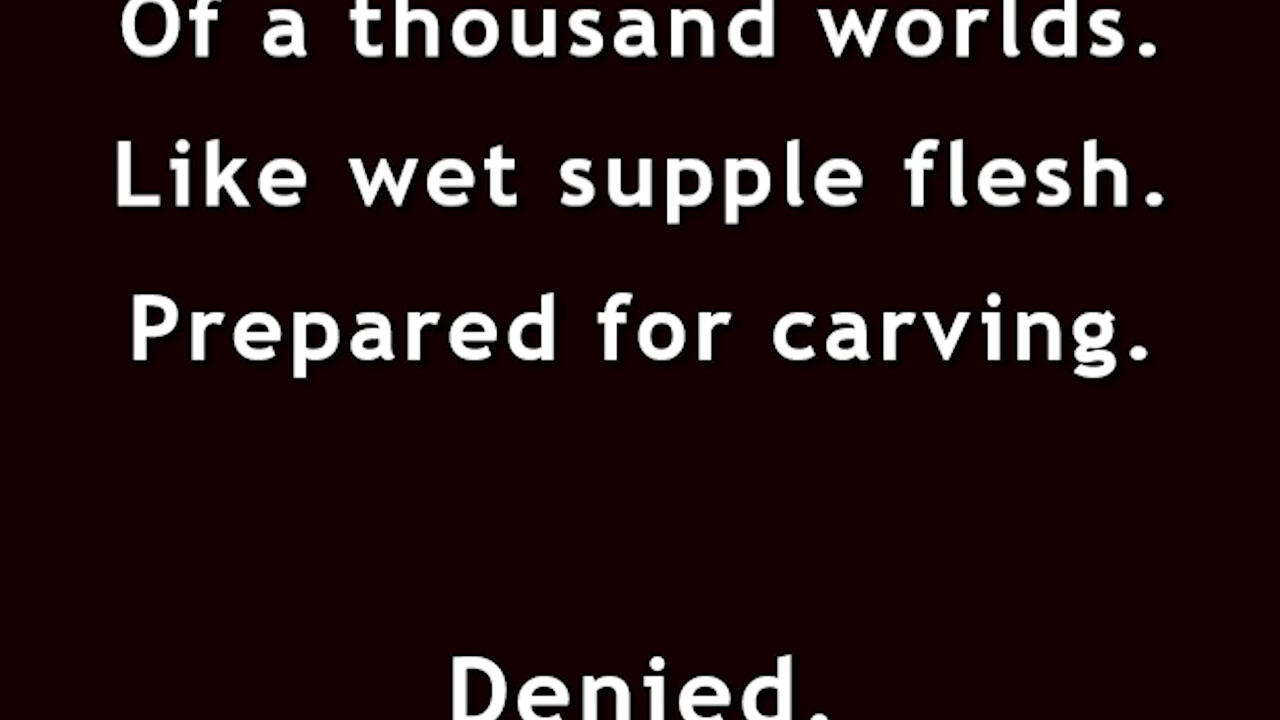 Of a thousand worlds.
Like wet supple flesh.
Prepared for carving.
Denied.